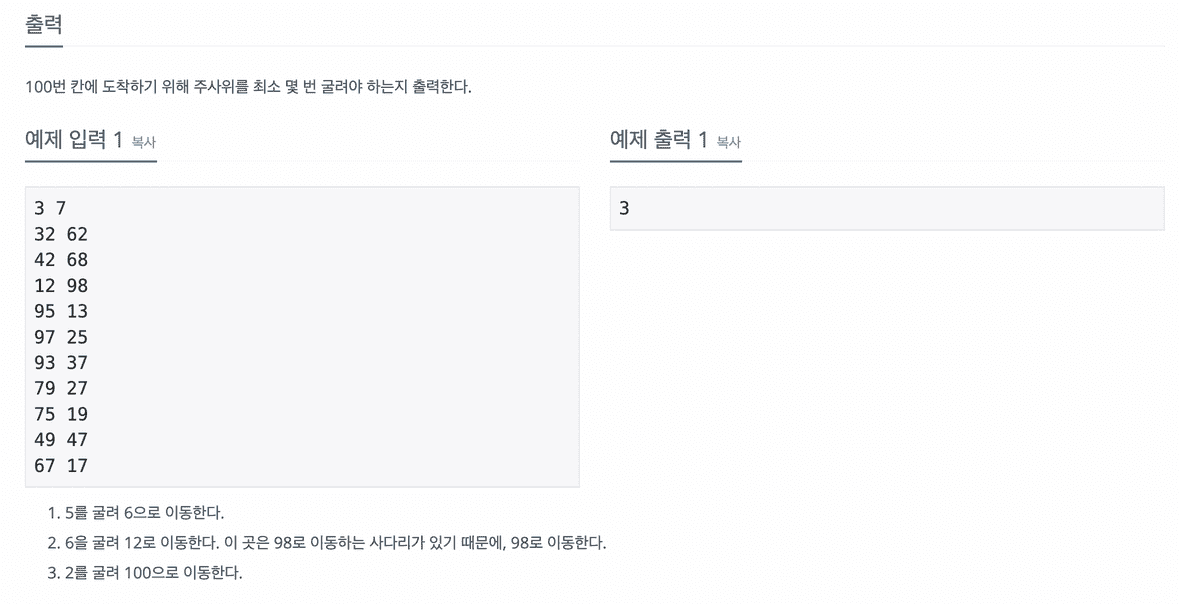 출력
100번 칸에 도착하기 위해 주사위를 최소 몇 번 굴려야 하는지 출력한다.
예제 입력 1 복사
3 7
32 62
42 68
12 98
95 13
97 25
93 37
79 27
75 19
49 47
67 17
예제 출력 1 복사
3
1. 5를 굴려 6으로 이동한다.
2. 6을 굴려 12로 이동한다. 이 곳은 98로 이동하는 사다리가 있기 때문에, 98로 이동한다.
3. 2를 굴려 100으로 이동한다.